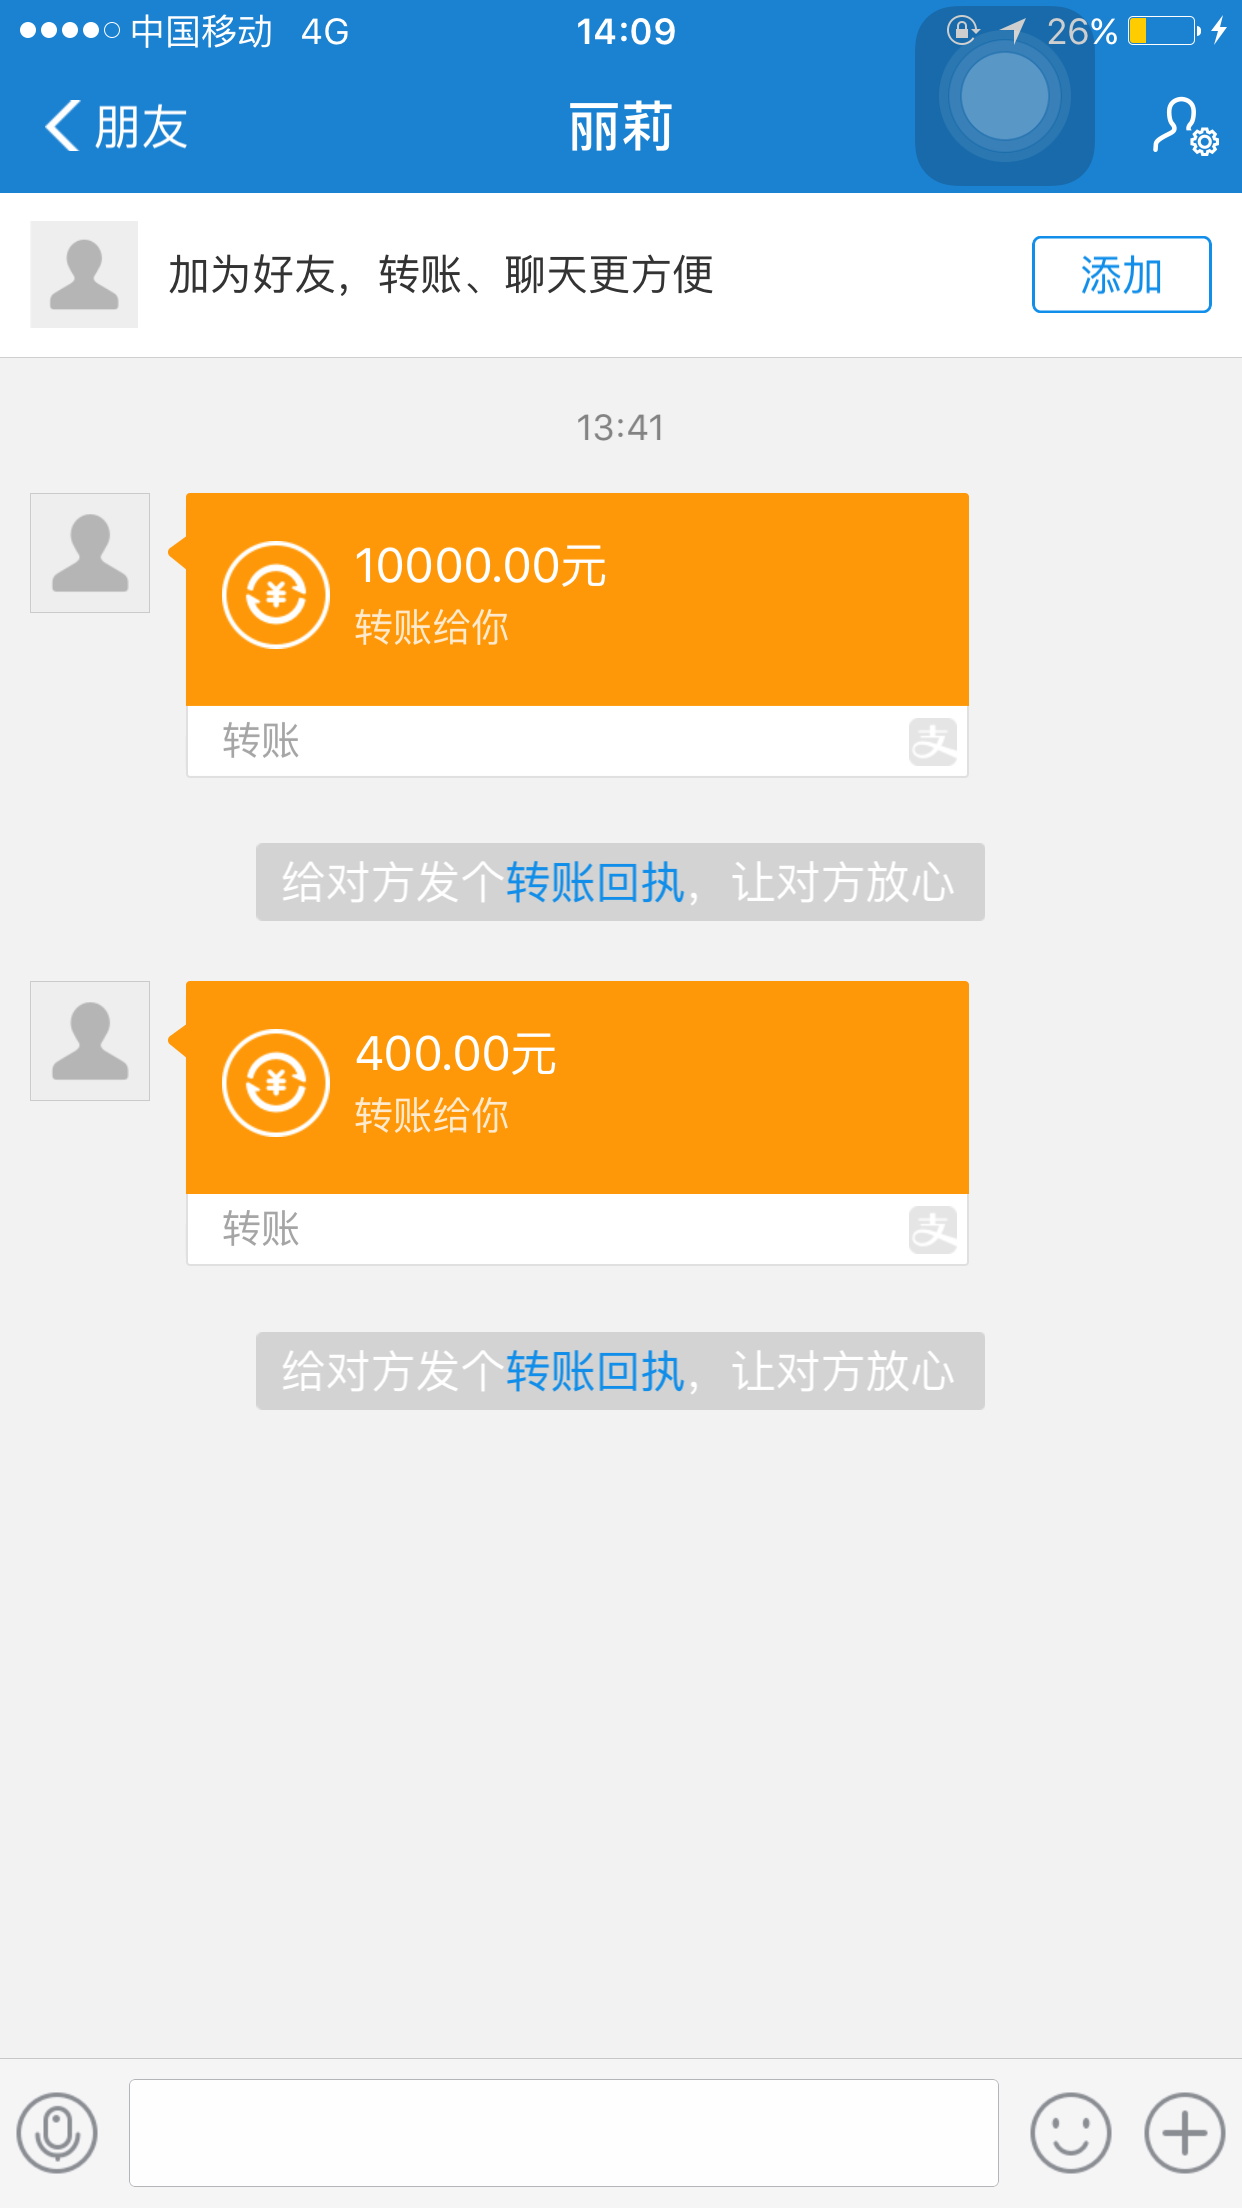 中国移动 4G 14:09 26%
朋友 丽莉
加为好友，转账、聊天更方便 添加
13:41
¥ 10000.00元
转账给你
转账 支
给对方发个转账回执，让对方放心
¥ 400.00元
转账给你
转账 支
给对方发个转账回执，让对方放心